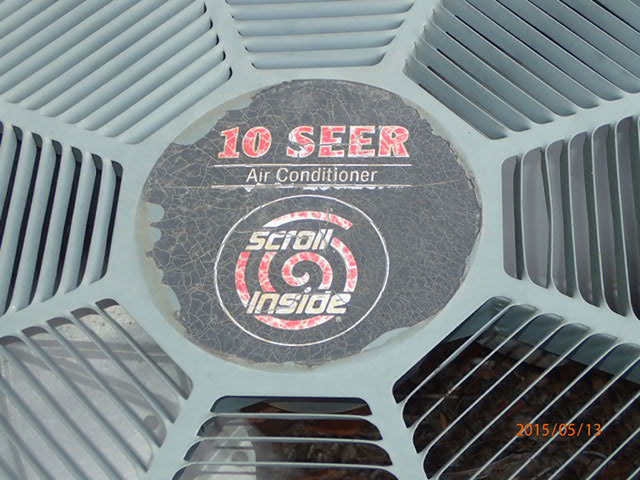 10 SEER
Air Conditioner
scroll
inside®
2015/05/13